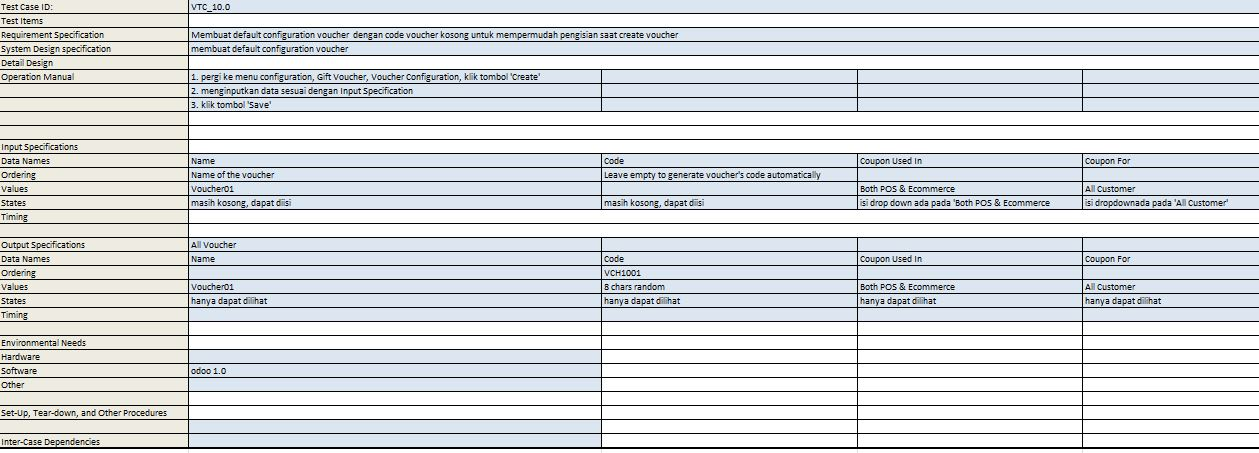 Test Case ID: VTC_10.0
Test Items
Requirement Specification Membuat default configuration voucher dengan code voucher kosong untuk mempermudah pengisian saat create voucher
System Design specification membuat default configuration voucher
Detail Design
Operation Manual 1. pergi ke menu configuration, Gift Voucher, Voucher Configuration, klik tombol 'Create'
2. menginputkan data sesuai dengan Input Specification
3. klik tombol 'Save'
Input Specifications
Data Names Name Code Coupon Used In Coupon For
Ordering Name of the voucher Leave empty to generate voucher's code automatically
Values Voucher01 Both POS & Ecommerce All Customer
States masih kosong, dapat diisi masih kosong, dapat diisi isi drop down ada pada 'Both POS & Ecommerce isi dropdownada pada 'All Customer'
Timing
Output Specifications All Voucher
Data Names Name Code Coupon Used In Coupon For
Ordering VCH1001
Values Voucher01 8 chars random Both POS & Ecommerce All Customer
States hanya dapat dilihat hanya dapat dilihat hanya dapat dilihat hanya dapat dilihat
Timing
Environmental Needs
Hardware
Software odoo 1.0
Other
Set-Up, Tear-down, and Other Procedures
Inter-Case Dependencies